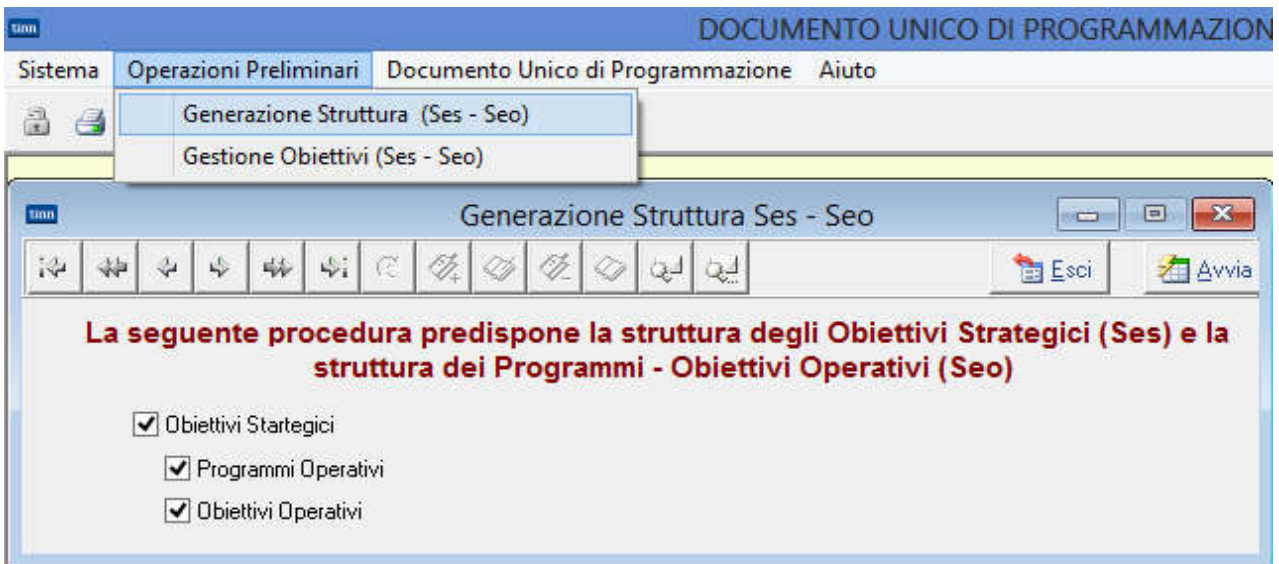 tinn
DOCUMENTO UNICO DI PROGRAMMAZION
Sistema Operazioni Preliminari Documento Unico di Programmazione Aiuto
Generazione Struttura (Ses - Seo)
Gestione Obiettivi (Ses - Seo)
tinn
Generazione Struttura Ses - Seo
Esci
Avvia
La seguente procedura predispone la struttura degli Obiettivi Strategici (Ses) e la
struttura dei Programmi - Obiettivi Operativi (Seo)
Obiettivi Startegici
Programmi Operativi
Obiettivi Operativi